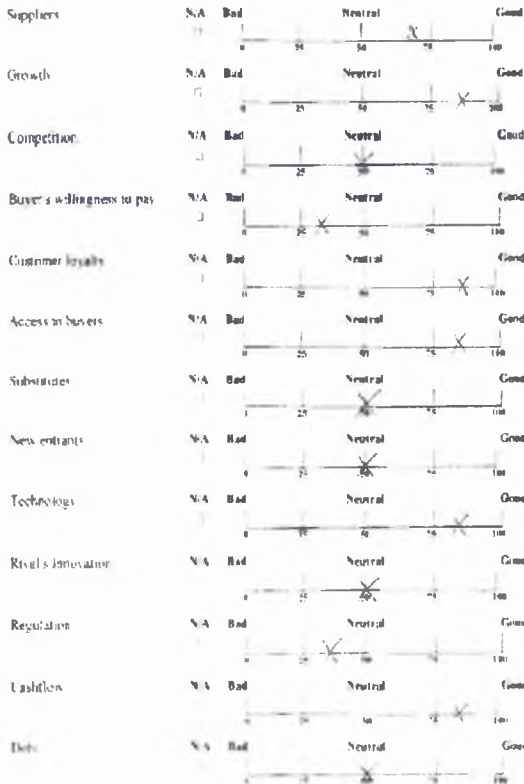 Suppliers N/A Bad Neutral Good
0 25 50 75 100
Growth N/A Bad Neutral Good
0 25 50 75 100
Competition N/A Bad Neutral Good
0 25 50 75 100
Buyer's willingness to pay N/A Bad Neutral Good
0 25 50 75 100
Customer loyalty N/A Bad Neutral Good
0 25 50 75 100
Access to buyers N/A Bad Neutral Good
0 25 50 75 100
Substitutes N/A Bad Neutral Good
25 50 75 100
New entrants N/A Bad Neutral Good
0 25 50 75 100
Technology N/A Bad Neutral Good
0 25 50 75 100
Rival's innovation N/A Bad Neutral Good
0 25 50 75 100
Regulation N/A Bad Neutral Good
0 25 50 75 100
Cashflow N/A Bad Neutral Good
0 25 50 75 100
N/A Bad Neutral Good
0 25 50 75 100